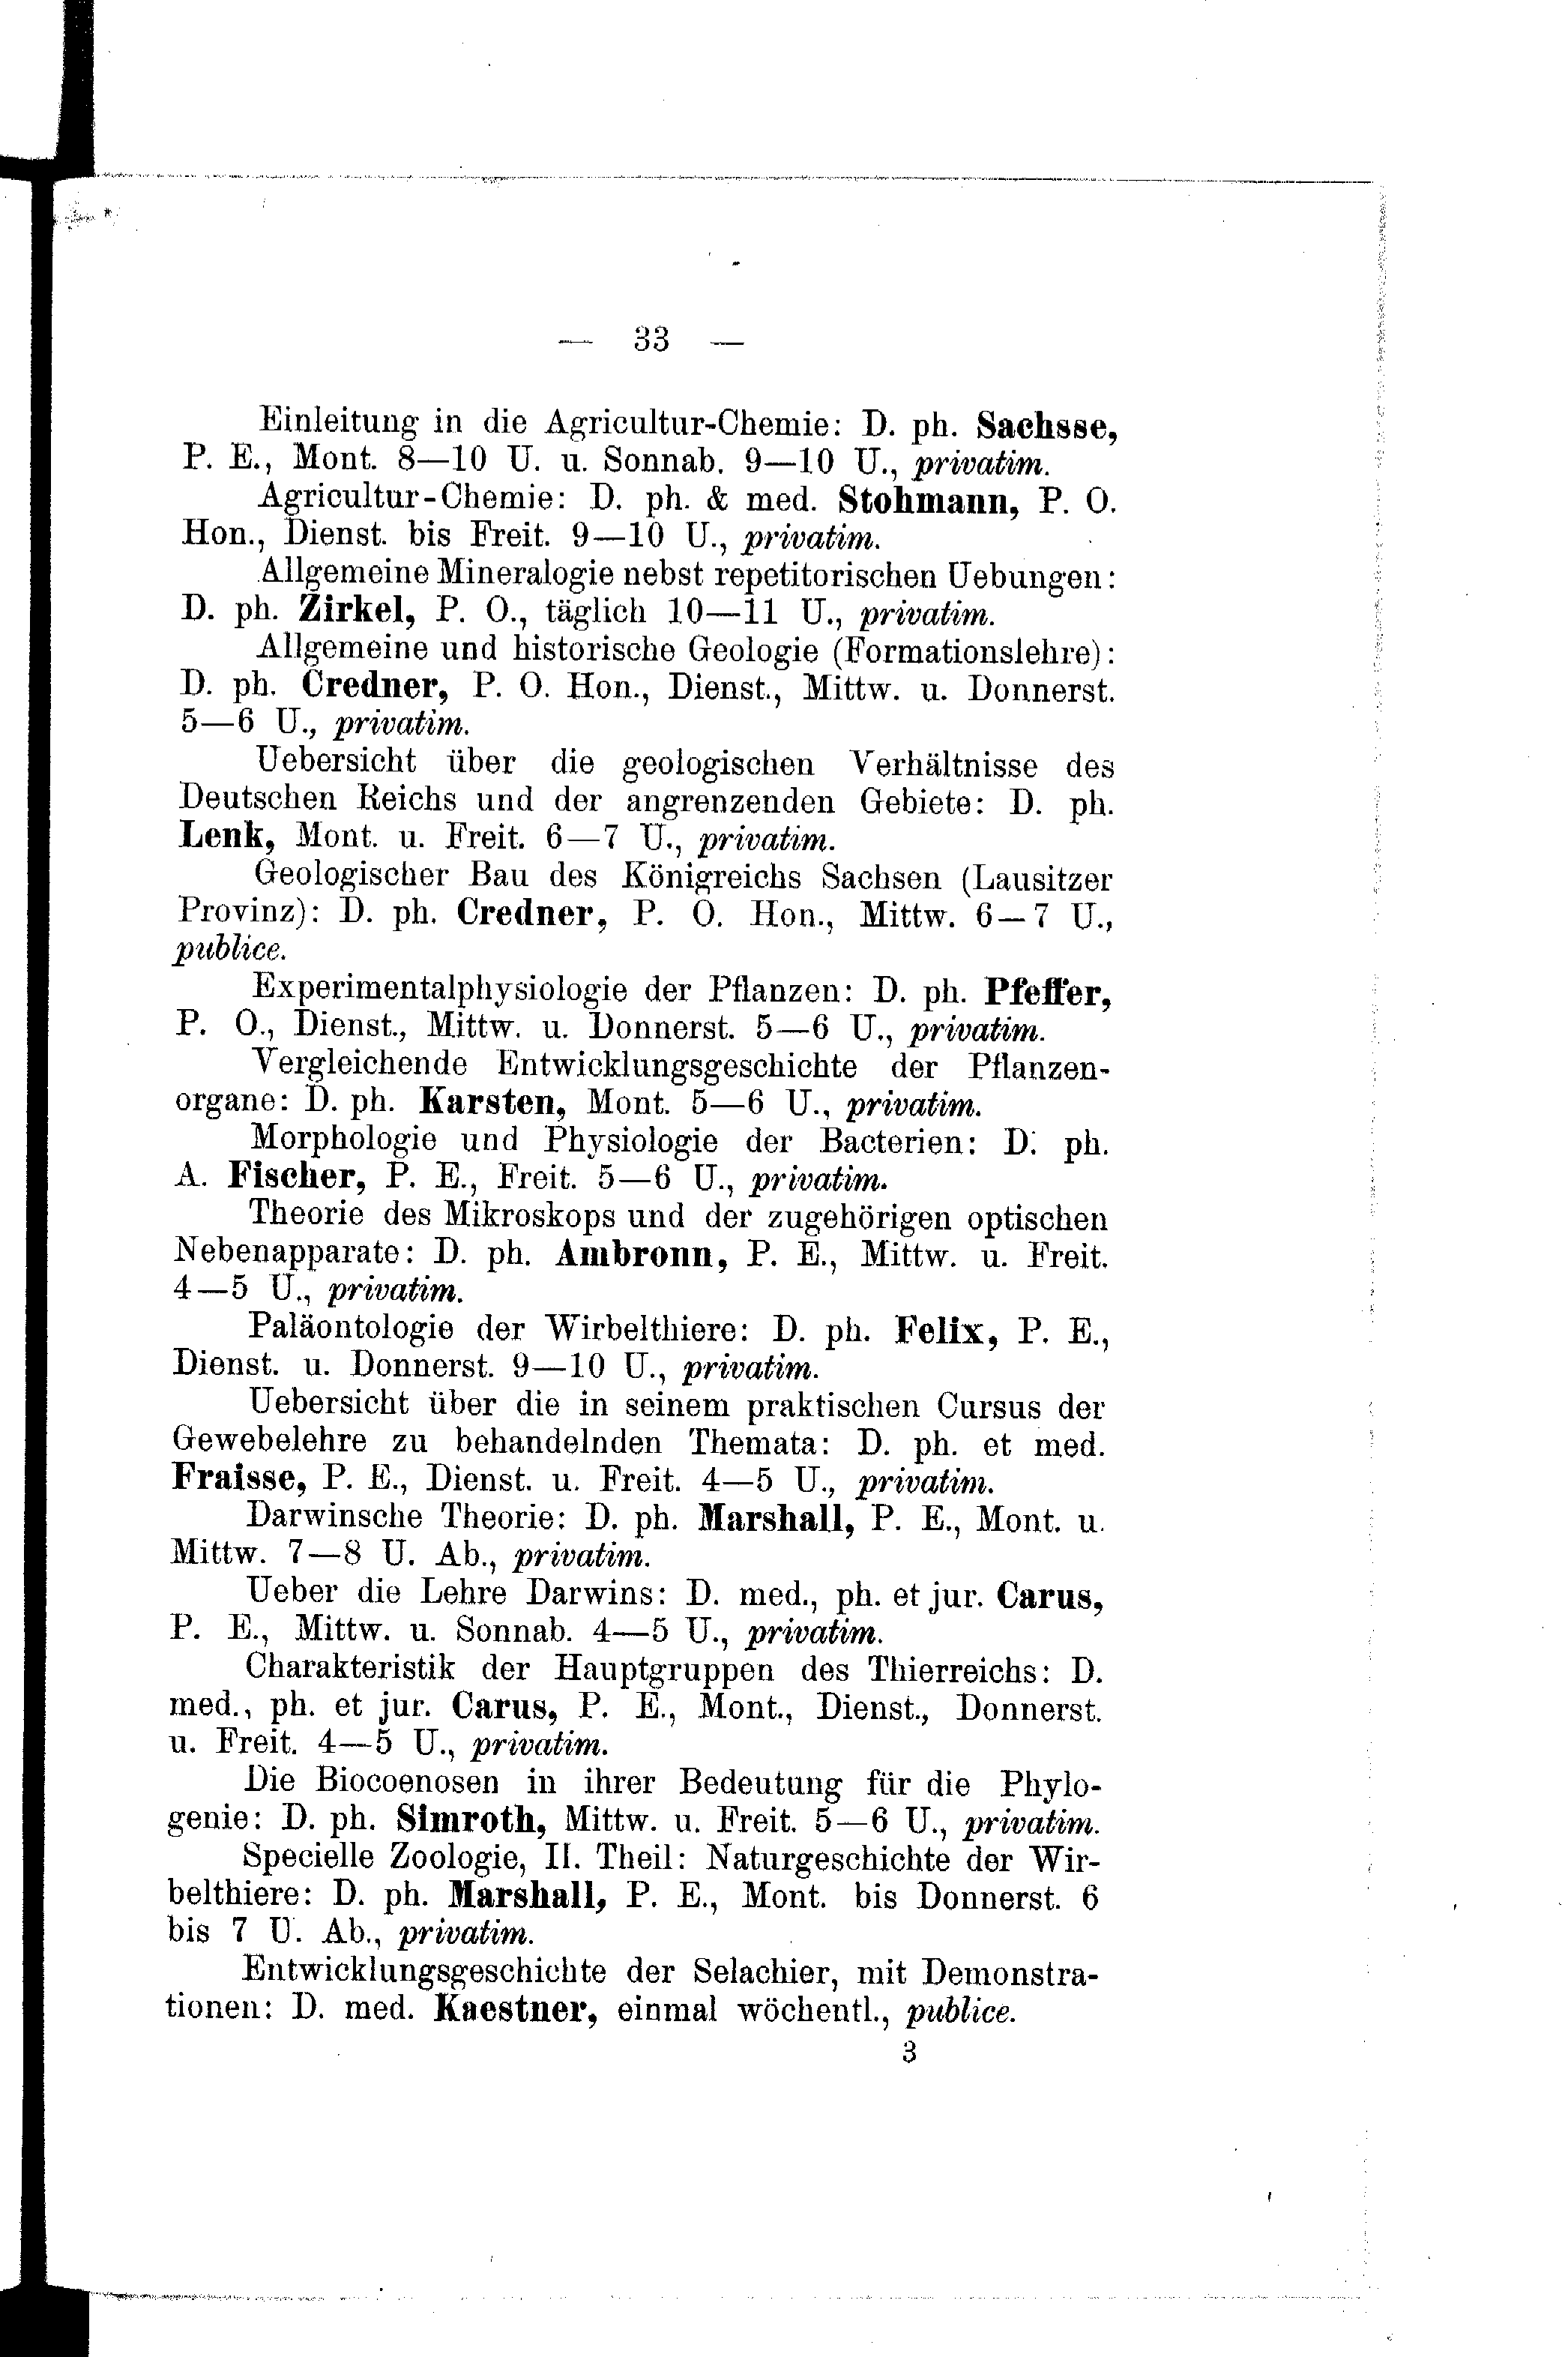 — 33 —
Einleitung in die Agricultur-Chemie: D. ph. Sachsse,
P. E., Mont. 8—10 U. u. Sonnab. 9—10 U., privatim.
Agricultur-Chemie: D. ph. & med. Stohmann, P. O.
Hon., Dienst. bis Freit. 9—10 U., privatim.
Allgemeine Mineralogie nebst repetitorischen Uebungen:
D. ph. Zirkel, P. O., täglich 10—11 U., privatim.
Allgemeine und historische Geologie (Formationslehre):
D. ph. Credner, P. O. Hon., Dienst., Mittw. u. Donnerst.
5—6 U., privatim.
Uebersicht über die geologischen Verhältnisse des
Deutschen Reichs und der angrenzenden Gebiete: D. ph.
Lenk, Mont. u. Freit. 6—7 U., privatim.
Geologischer Bau des Königreichs Sachsen (Lausitzer
Provinz): D. ph. Credner, P. O. Hon., Mittw. 6—7 U.,
publice.
Experimentalphysiologie der Pflanzen: D. ph. Pfeffer,
P. O., Dienst., Mittw. u. Donnerst. 5—6 U., privatim.
Vergleichende Entwicklungsgeschichte der Pflanzen-
organe: D. ph. Karsten, Mont. 5—6 U., privatim.
Morphologie und Physiologie der Bacterien: D. ph.
A. Fischer, P. E., Freit. 5—6 U., privatim.
Theorie des Mikroskops und der zugehörigen optischen
Nebenapparate: D. ph. Ambronn, P. E., Mittw. u. Freit.
4—5 U., privatim.
Paläontologie der Wirbelthiere: D. ph. Felix, P. E.,
Dienst. u. Donnerst. 9—10 U., privatim.
Uebersicht über die in seinem praktischen Cursus der
Gewebelehre zu behandelnden Themata: D. ph. et med.
Fraisse, P. E., Dienst. u. Freit. 4—5 U., privatim.
Darwinsche Theorie: D. ph. Marshall, P. E., Mont. u.
Mittw. 7—8 U. Ab., privatim.
Ueber die Lehre Darwins: D. med., ph. et jur. Carus,
P. E., Mittw. u. Sonnab. 4—5 U., privatim.
Charakteristik der Hauptgruppen des Thierreichs: D.
med., ph. et jur. Carus, P. E., Mont., Dienst., Donnerst.
u. Freit. 4—5 U., privatim.
Die Biocoenosen in ihrer Bedeutung für die Phylo-
genie: D. ph. Simroth, Mittw. u. Freit. 5—6 U., privatim.
Specielle Zoologie, II. Theil: Naturgeschichte der Wir-
belthiere: D. ph. Marshall, P. E., Mont. bis Donnerst. 6
bis 7 U. Ab., privatim.
Entwicklungsgeschichte der Selachier, mit Demonstra-
tionen: D. med. Kaestner, einmal wöchentl., publice.
3